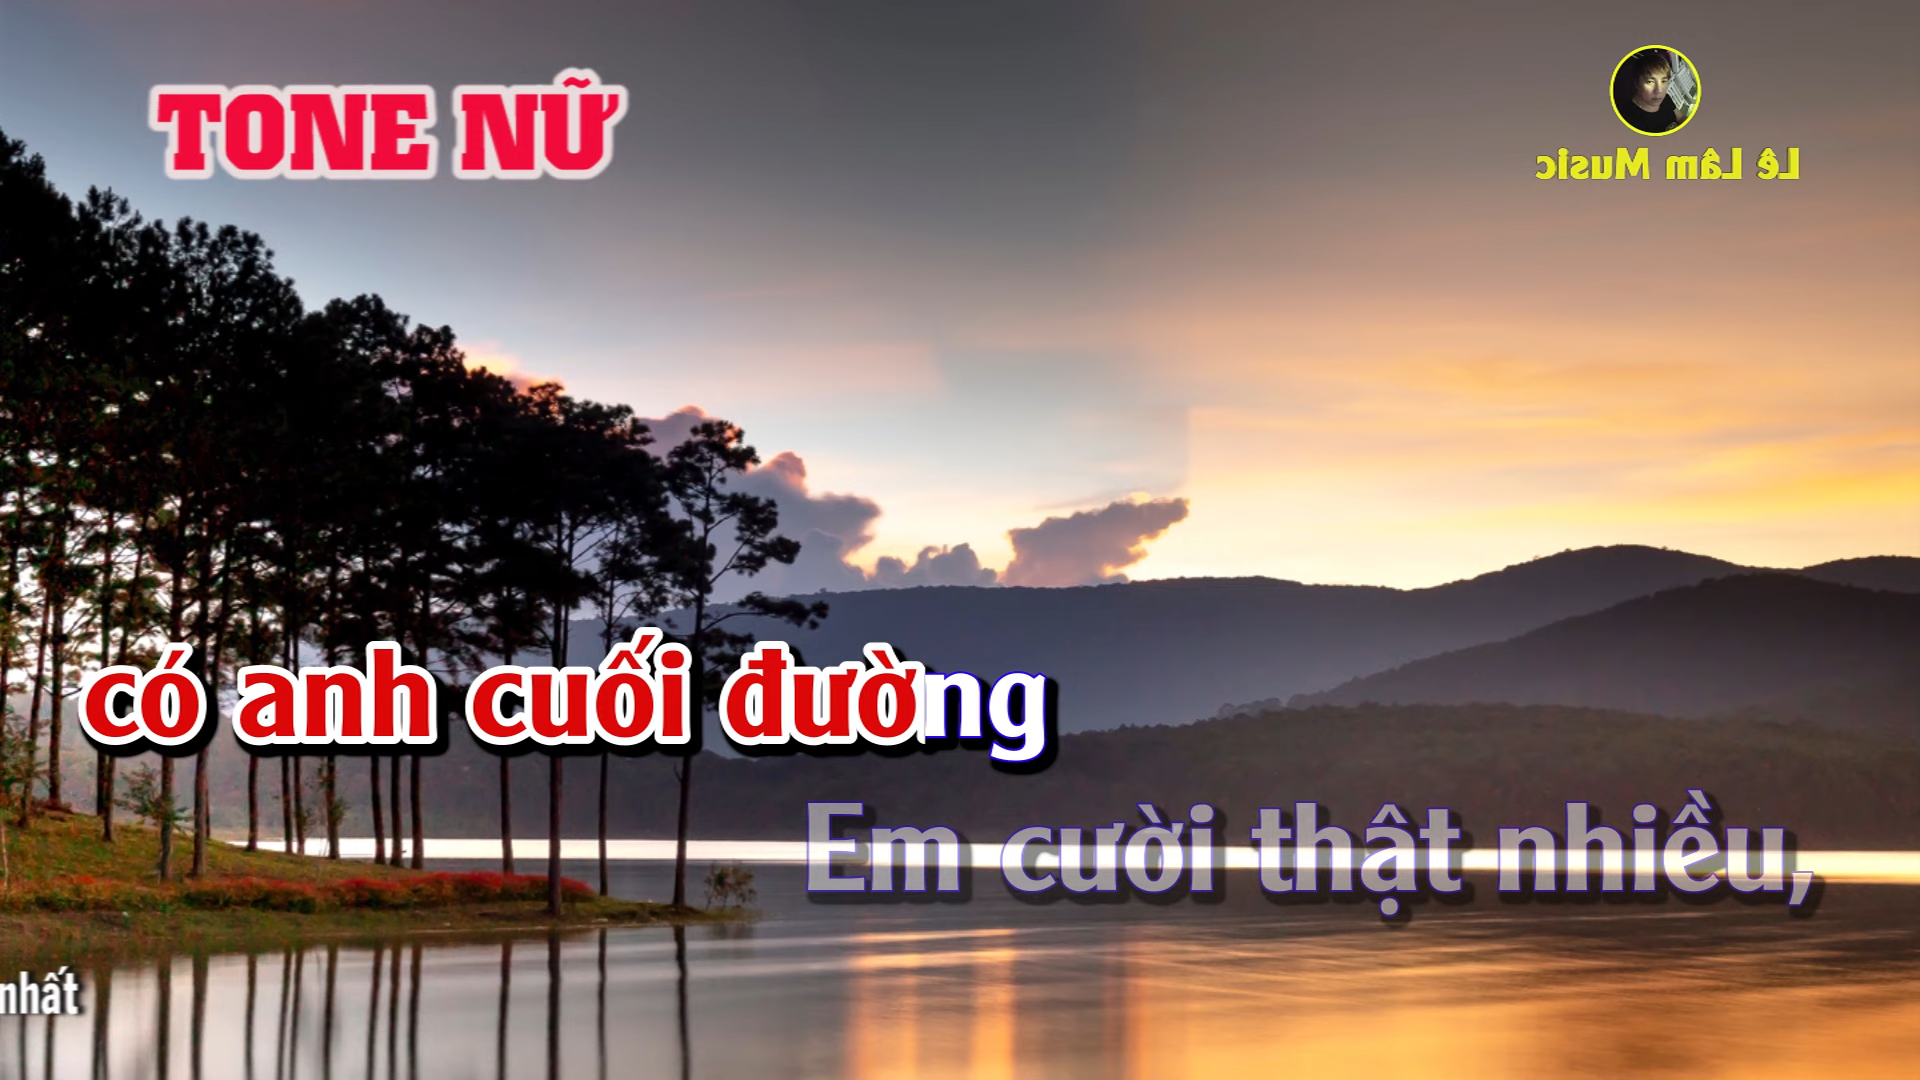 TONE NỮ
Lê Lâm Music
có anh cuối đường
Em cười thật nhiều,
nhất